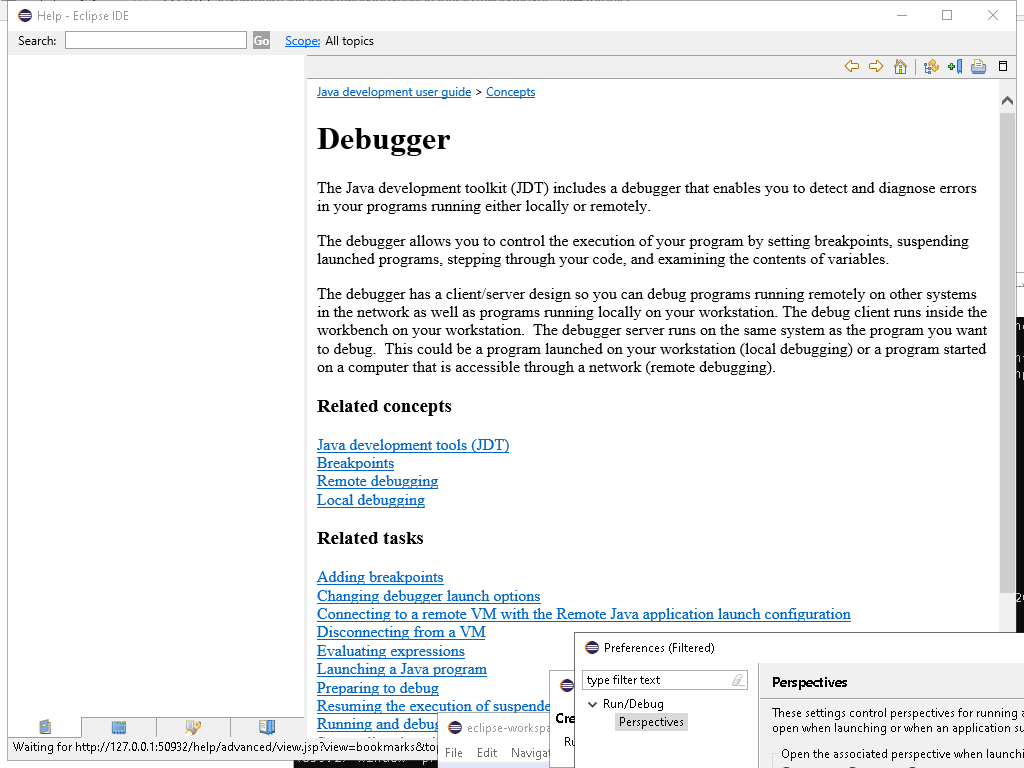 Help - Eclipse IDE
Search:
Go
Scope: All topics
Java development user guide > Concepts
Debugger
The Java development toolkit (JDT) includes a debugger that enables you to detect and diagnose errors
in your programs running either locally or remotely.
The debugger allows you to control the execution of your program by setting breakpoints, suspending
launched programs, stepping through your code, and examining the contents of variables.
The debugger has a client/server design so you can debug programs running remotely on other systems
in the network as well as programs running locally on your workstation. The debug client runs inside the
workbench on your workstation.  The debugger server runs on the same system as the program you want
to debug.  This could be a program launched on your workstation (local debugging) or a program started
on a computer that is accessible through a network (remote debugging).
Related concepts
Java development tools (JDT)
Breakpoints
Remote debugging
Local debugging
Related tasks
Adding breakpoints
Changing debugger launch options
Connecting to a remote VM with the Remote Java application launch configuration
Disconnecting from a VM
Evaluating expressions
Launching a Java program
Preparing to debug
Resuming the execution of suspende
Running and debug
Waiting for http://127.0.0.1:50932/help/advanced/view.jsp?view=bookmarks&to
eclipse-workspa
File Edit Navigat
Cre
Ru
Preferences (Filtered)
type filter text
Run/Debug
Perspectives
Perspectives
These settings control perspectives for running a
open when launching or when an application su
Open the associated perspective when launchi